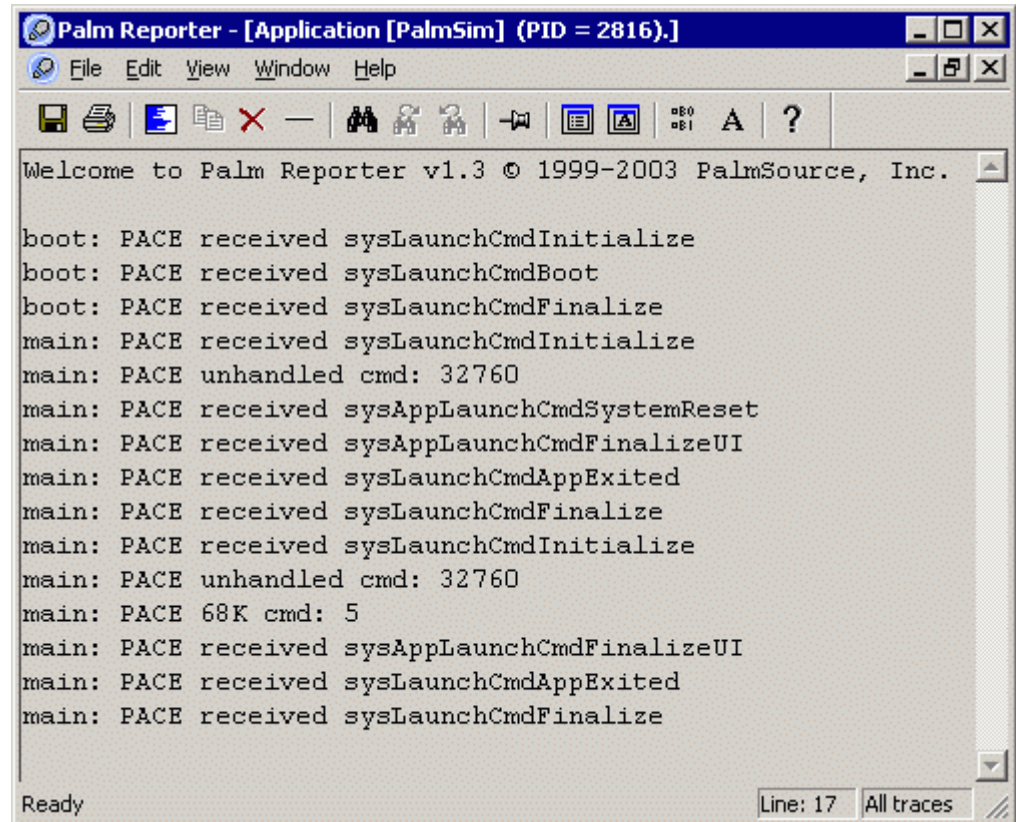 Palm Reporter - [Application [PalmSim] (PID = 2816).]
File Edit View Window Help
A ?
Welcome to Palm Reporter v1.3 © 1999-2003 PalmSource, Inc.
boot: PACE received sysLaunchCmdInitialize
boot: PACE received sysLaunchCmdBoot
boot: PACE received sysLaunchCmdFinalize
main: PACE received sysLaunchCmdInitialize
main: PACE unhandled cmd: 32760
main: PACE received sysAppLaunchCmdSystemReset
main: PACE received sysAppLaunchCmdFinalizeUI
main: PACE received sysLaunchCmdAppExited
main: PACE received sysLaunchCmdFinalize
main: PACE received sysLaunchCmdInitialize
main: PACE unhandled cmd: 32760
main: PACE 68K cmd: 5
main: PACE received sysAppLaunchCmdFinalizeUI
main: PACE received sysLaunchCmdAppExited
main: PACE received sysLaunchCmdFinalize
Ready Line: 17 All traces